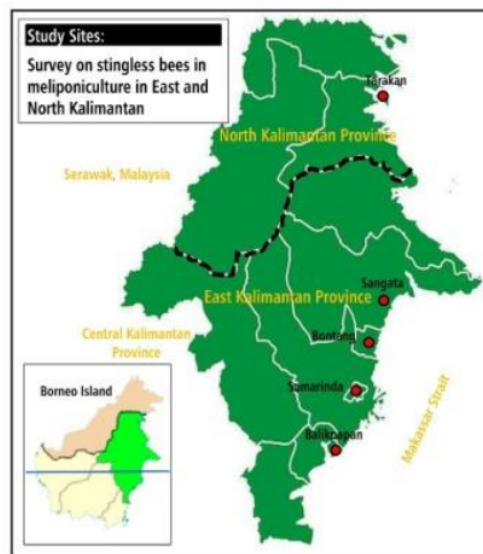 Study Sites:
Survey on stingless bees in
meliponiculture in East and
North Kalimantan
Tarakan
North Kalimantan Province
Serawak, Malaysia
Sangata
East Kalimantan Province
Central Kalimantan
Province
Bontang
Borneo Island
Samarinda
Makassar Strait
Balikpapan